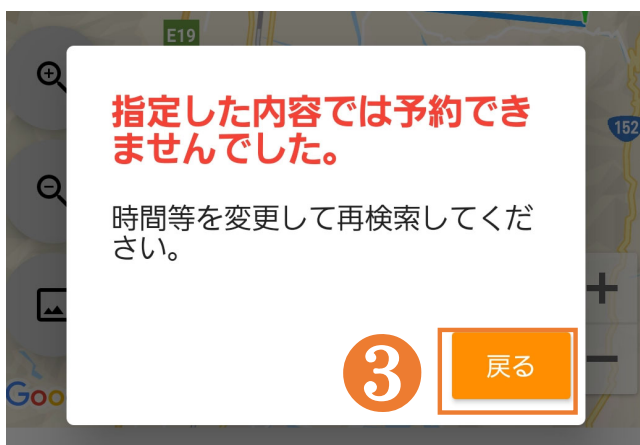 E19
指定した内容では予約でき
ませんでした。
152
時間等を変更して再検索してくだ
さい。
3
戻る
Goo